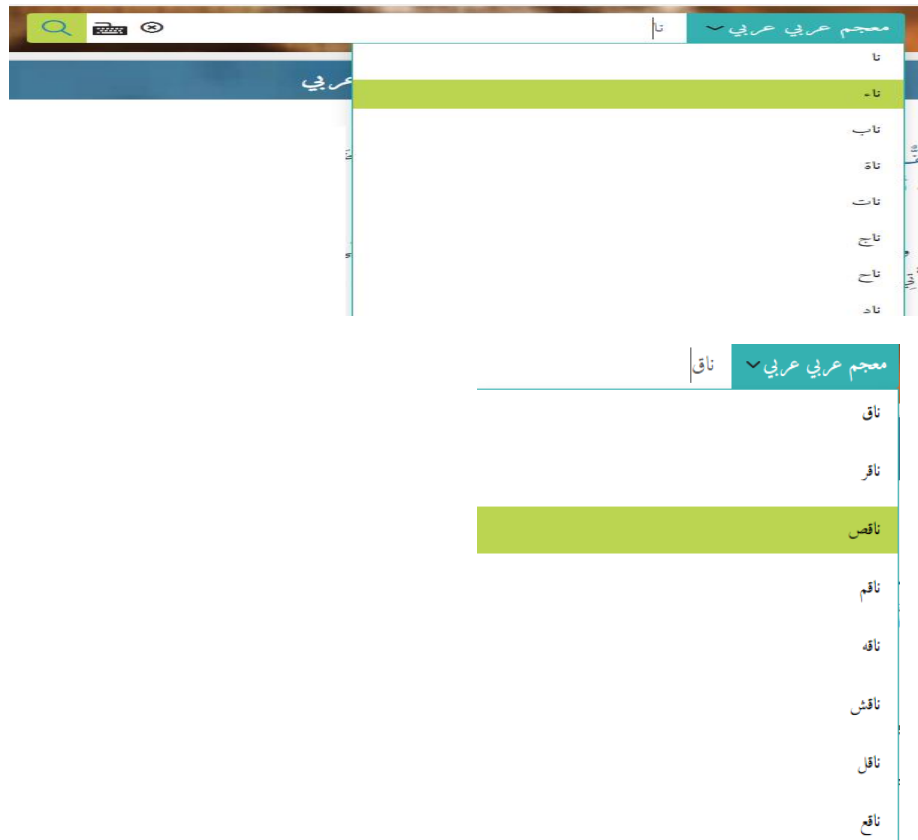 معجم عربي عربي تا
تا
تاء
عربي
تاب
تاة
تات
تاج
تاح
معجم عربي عربي ناق
ناق
ناقر
ناقص
ناقم
ناقه
ناقش
ناقل
ناقع